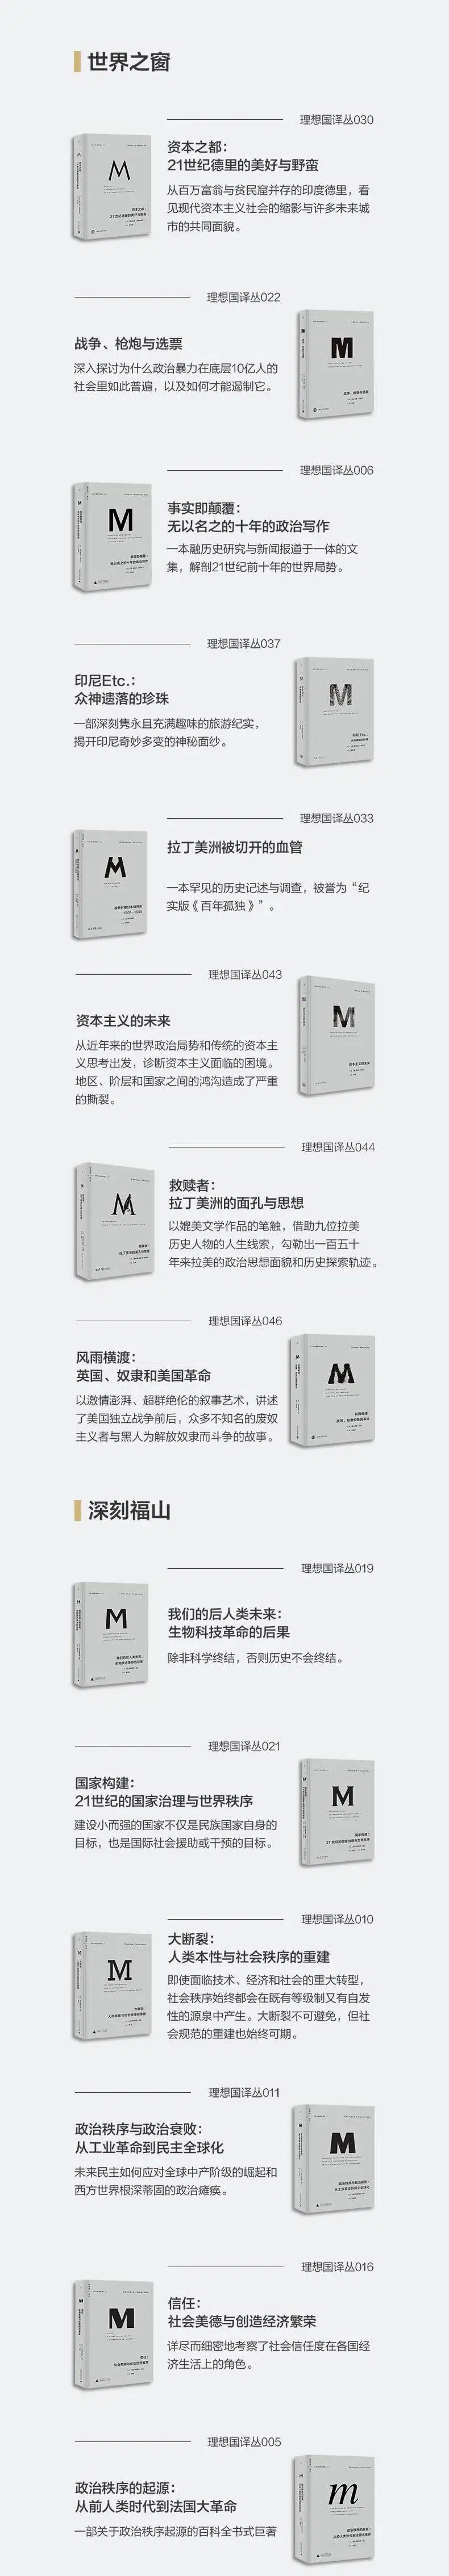 世界之窗
理想国译丛030
资本之都：
21世纪德里的美好与野蛮
从百万富翁与贫民窟并存的印度德里，看
见现代资本主义社会的缩影与许多未来城
市的共同面貌。
理想国译丛022
战争、枪炮与选票
深入探讨为什么政治暴力在底层10亿人的
社会里如此普遍，以及如何才能遏制它。
理想国译丛006
事实即颠覆：
无以名之的十年的政治写作
一本融历史研究与新闻报道于一体的文
集，解剖21世纪前十年的世界局势。
理想国译丛037
印尼Etc.：
众神遗落的珍珠
一部深刻隽永且充满趣味的旅游纪实，
揭开印尼奇妙多变的神秘面纱。
理想国译丛033
拉丁美洲被切开的血管
一本罕见的历史记述与调查，被誉为“纪
实版《百年孤独》”。
理想国译丛043
资本主义的未来
从近年来的世界政治局势和传统的资本主
义思考出发，诊断资本主义面临的困境。
地区、阶层和国家之间的鸿沟造成了严重
的撕裂。
理想国译丛044
救赎者：
拉丁美洲的面孔与思想
以媲美文学作品的笔触，借助九位拉美
历史人物的人生线索，勾勒出一百五十
年来拉美的政治思想面貌和历史探索轨迹。
理想国译丛046
风雨横渡：
英国、奴隶和美国革命
以激情澎湃、超群绝伦的叙事艺术，讲述
了美国独立战争前后，众多不知名的废奴
主义者与黑人为解放奴隶而斗争的故事。
深刻福山
理想国译丛019
我们的后人类未来：
生物科技革命的后果
除非科学终结，否则历史不会终结。
理想国译丛021
国家构建：
21世纪的国家治理与世界秩序
建设小而强的国家不仅是民族国家自身的
目标，也是国际社会援助或干预的目标。
理想国译丛010
大断裂：
人类本性与社会秩序的重建
即使面临技术、经济和社会的重大转型，
社会秩序始终都会在既有等级制又有自发
性的源泉中产生。大断裂不可避免，但社
会规范的重建也始终可期。
理想国译丛011
政治秩序与政治衰败：
从工业革命到民主全球化
未来民主如何应对全球中产阶级的崛起和
西方世界根深蒂固的政治瘫痪。
理想国译丛016
信任：
社会美德与创造经济繁荣
详尽而细密地考察了社会信任度在各国经
济生活上的角色。
理想国译丛005
政治秩序的起源：
从前人类时代到法国大革命
一部关于政治秩序起源的百科全书式巨著